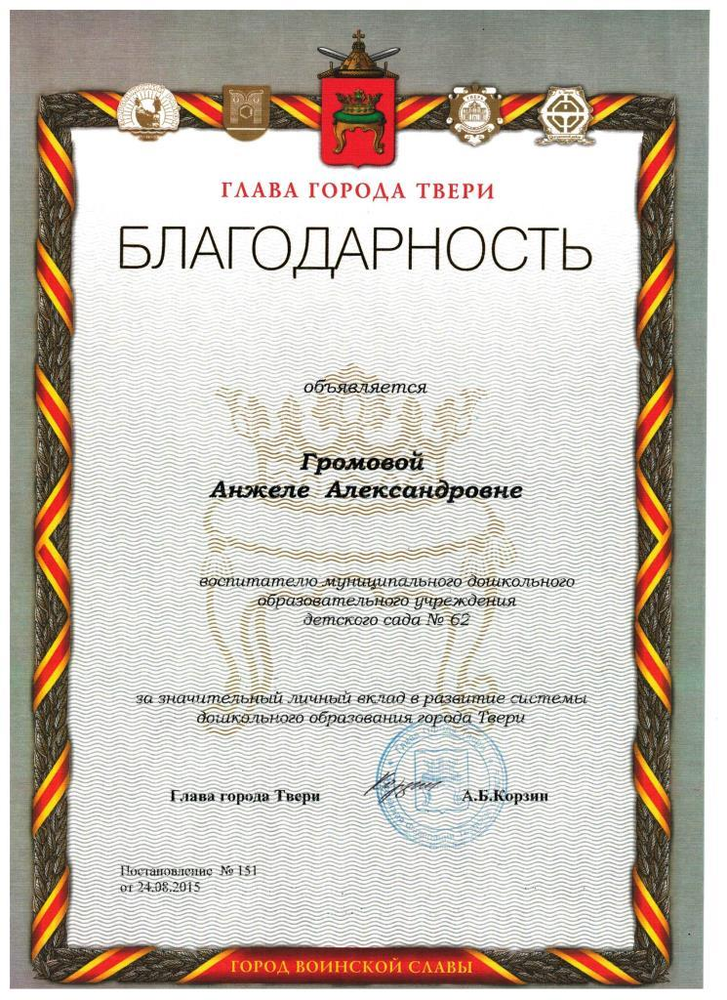 ГЛАВА ГОРОДА ТВЕРИ
БЛАГОДАРНОСТЬ
объявляется
Громовой
Анжеле Александровне
воспитателю муниципального дошкольного
образовательного учреждения
детского сада № 62
за значительный личный вклад в развитие системы
дошкольного образования города Твери
Глава города Твери
А.Б.Корзин
Постановление № 151
от 24.08.2015
ГОРОД ВОИНСКОЙ СЛАВЫ